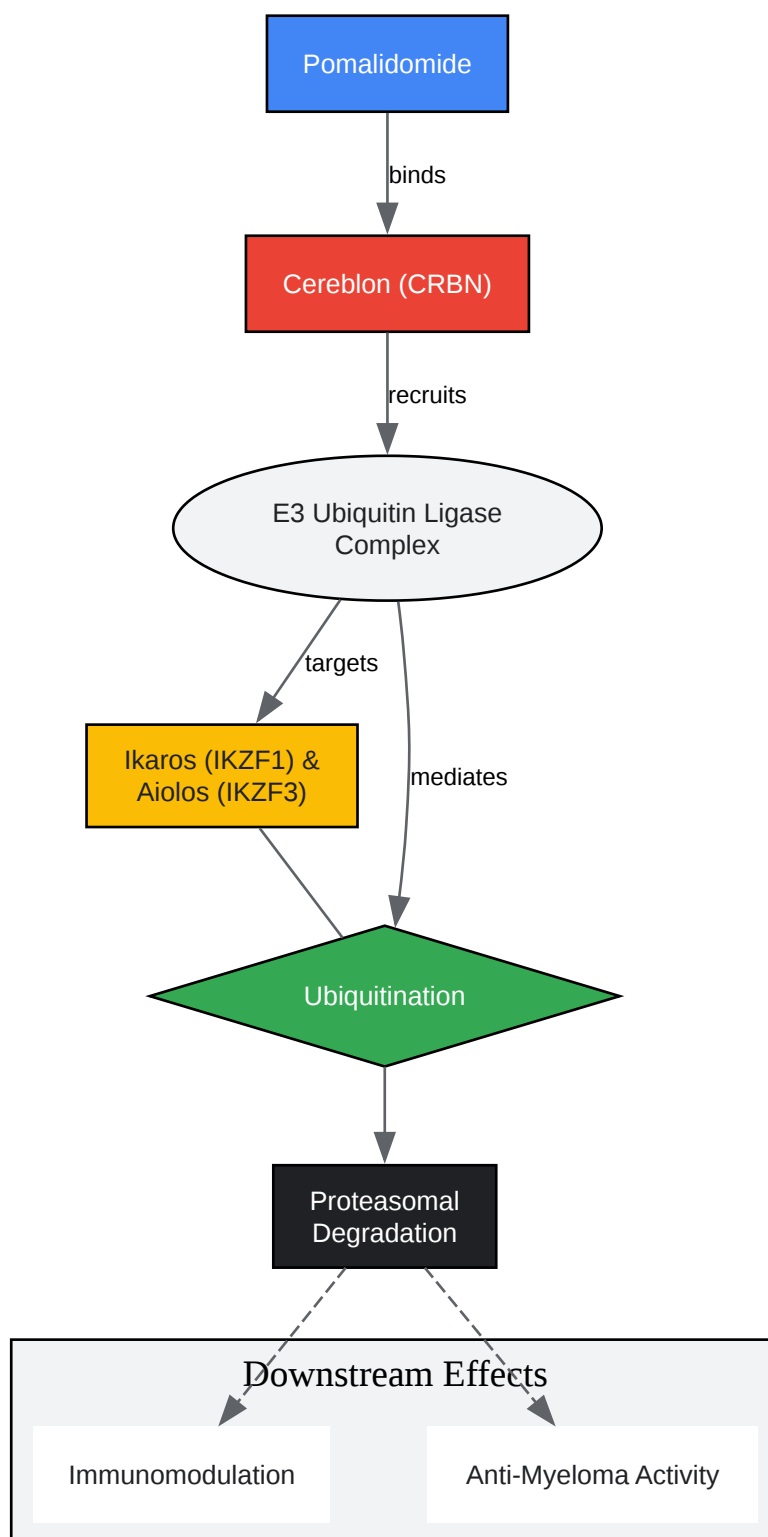 Pomalidomide
binds
Cereblon (CRBN)
recruits
E3 Ubiquitin Ligase
Complex
targets
Ikaros (IKZF1) &
Aiolos (IKZF3)
mediates
Ubiquitination
Proteasomal
Degradation
Downstream Effects
Immunomodulation
Anti-Myeloma Activity